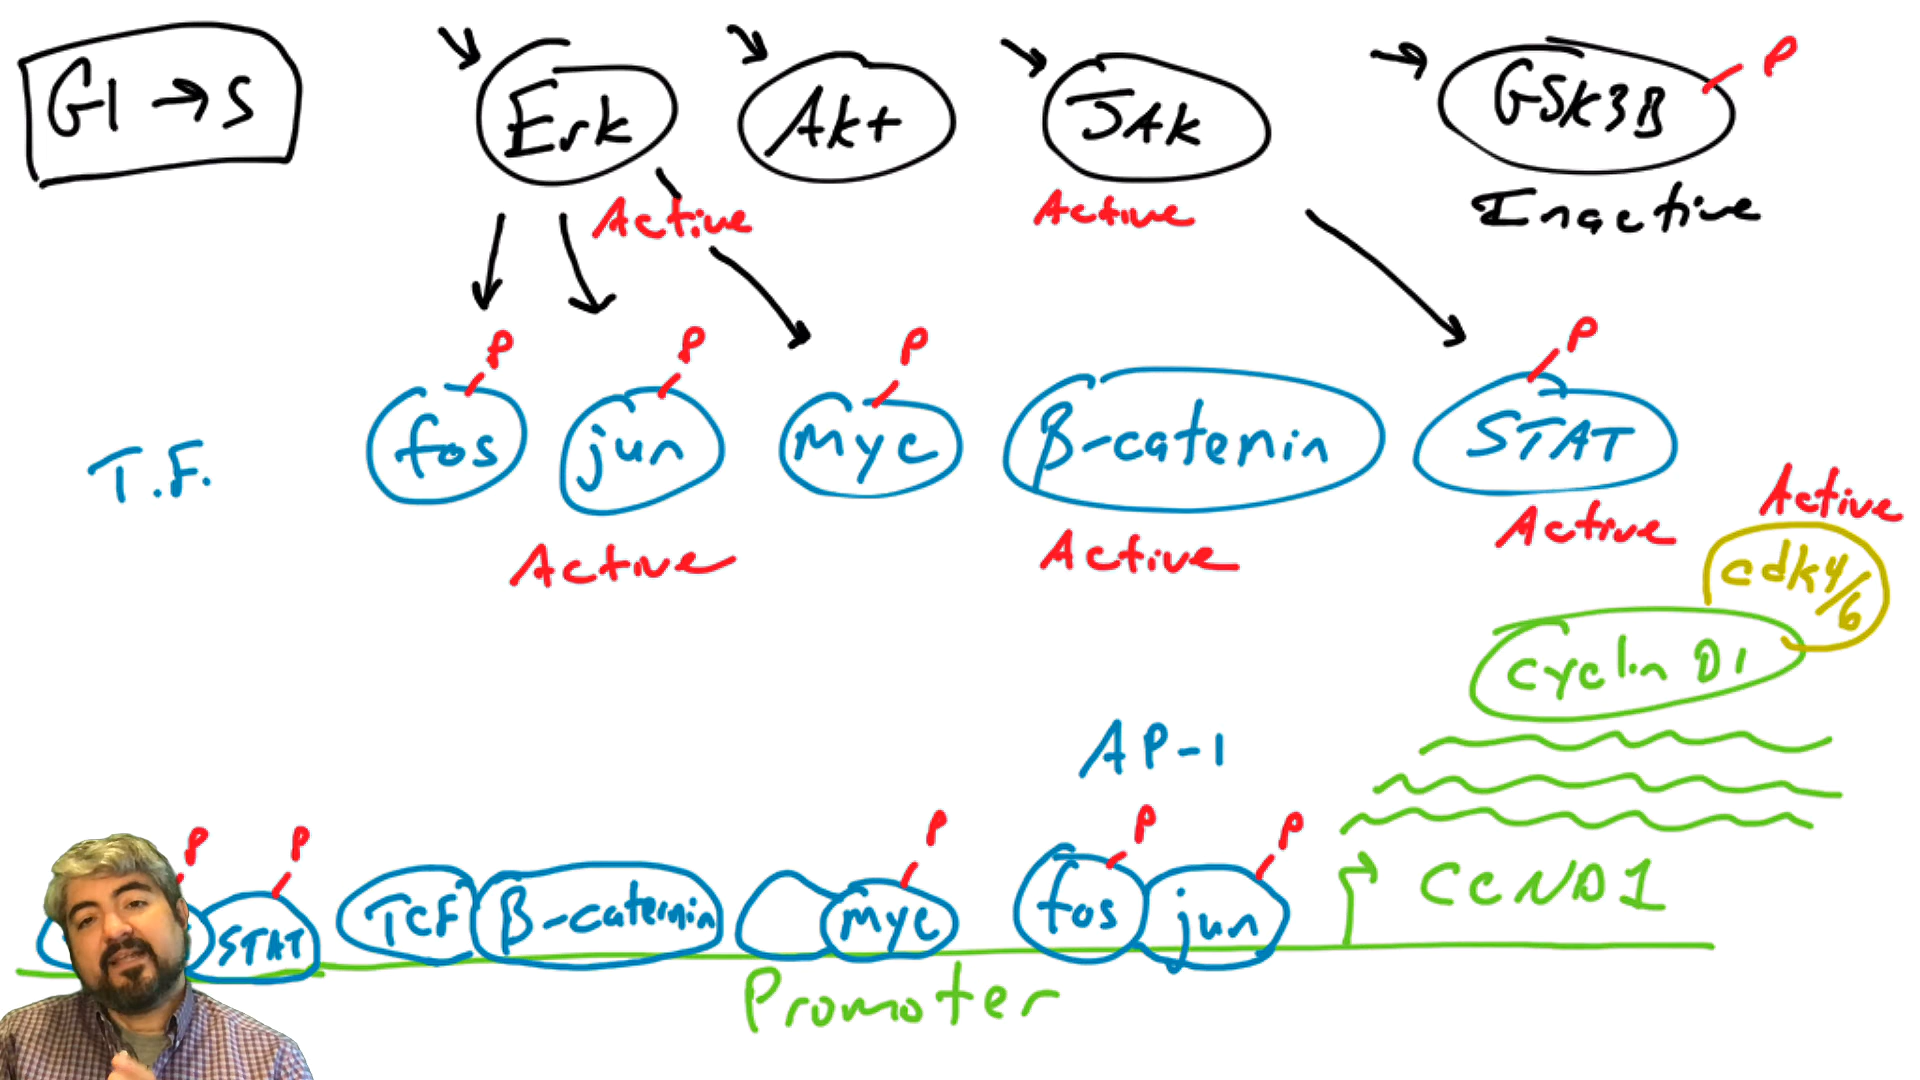 G1 → S
Erk
Akt
JAK
GSK3B
P
Active
Active
Inactive
P
P
P
P
T.F.
fos
jun
myc
β-catenin
STAT
Active
Active
Active
Active
cdk4/6
cyclin D1
AP-1
P
P
P
P
P
STAT
TCF
β-catenin
myc
fos
jun
CCND1
Promoter